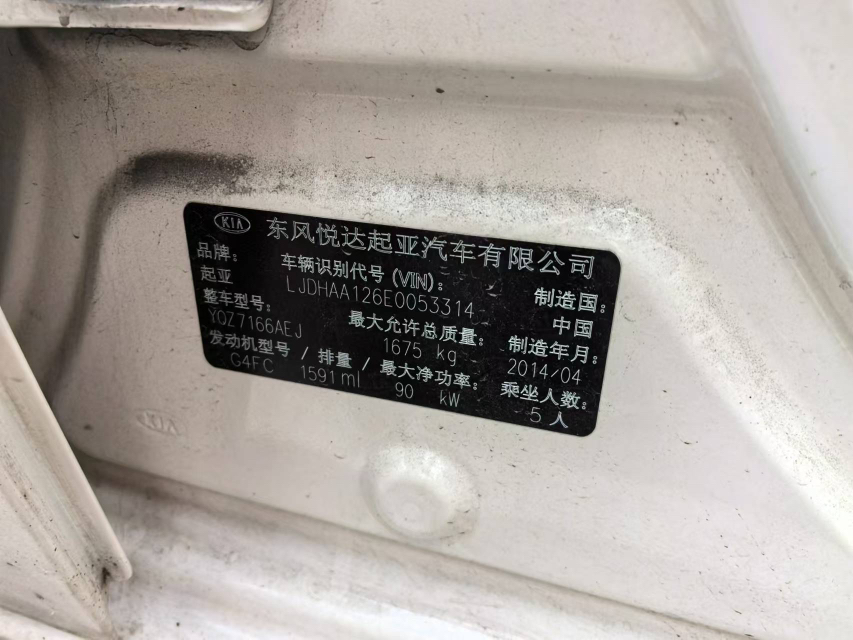 KIA 东风悦达起亚汽车有限公司
品牌： 车辆识别代号(VIN)： 制造国：
起亚 LJDHAA126E0053314 中国
整车型号： 最大允许总质量： 制造年月：
YQZ7166AEJ 1675 kg 2014/04
发动机型号 / 排量 / 最大净功率： 乘坐人数：
G4FC 1591ml 90 kW 5人
KIA